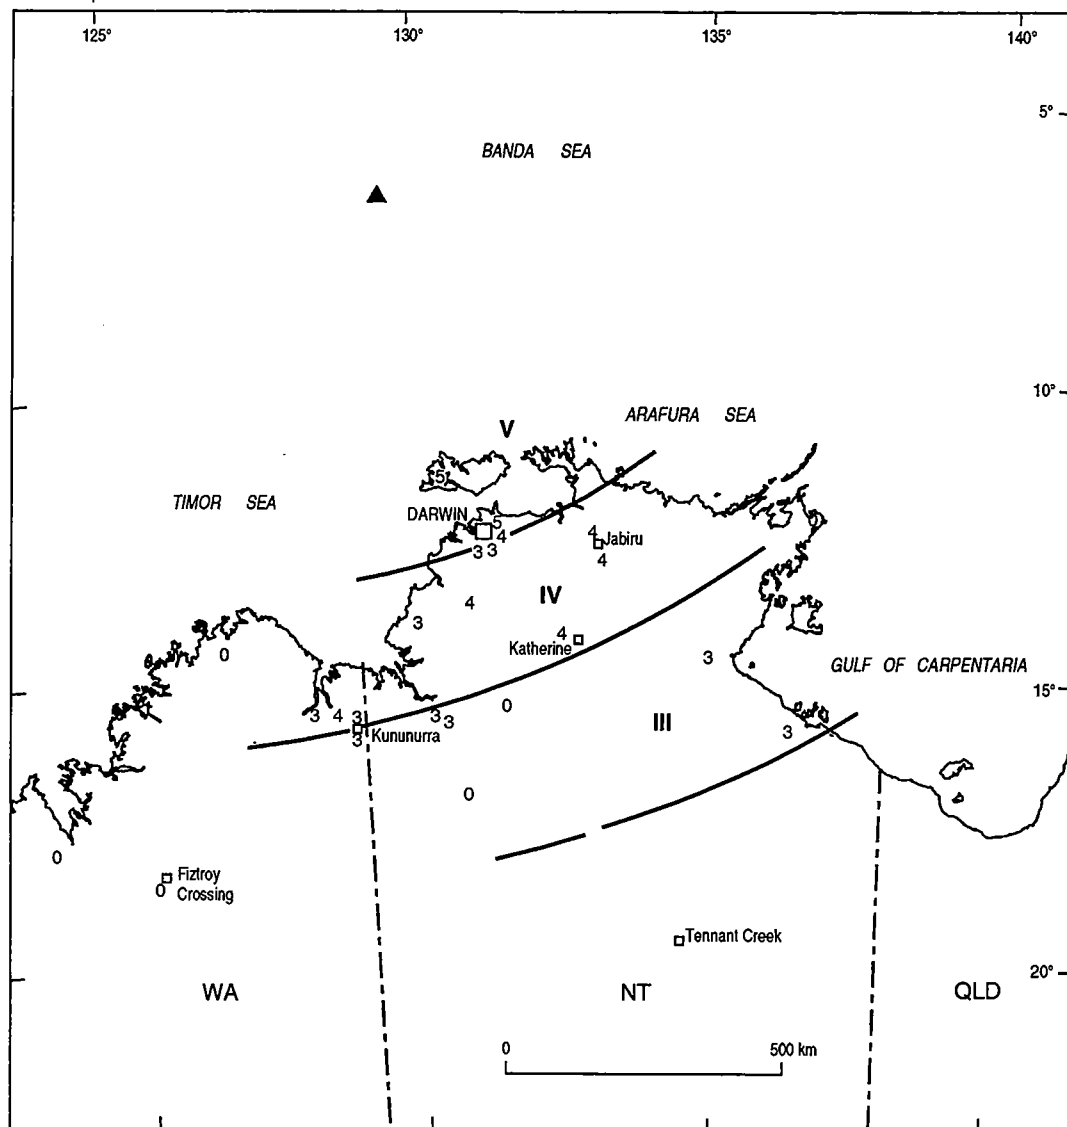 125° 130° 135° 140°
5°
BANDA SEA
10°
ARAFURA SEA
V
5
TIMOR SEA
DARWIN 5
4
4
Jabiru
3 3
4
4 IV
3
4
Katherine
0
3
GULF OF CARPENTARIA
15°
0
3 4 3
3 3
III
3
Kununurra
3
0
0
Fiztroy
Crossing
0
Tennant Creek
20°
WA NT QLD
0 500 km